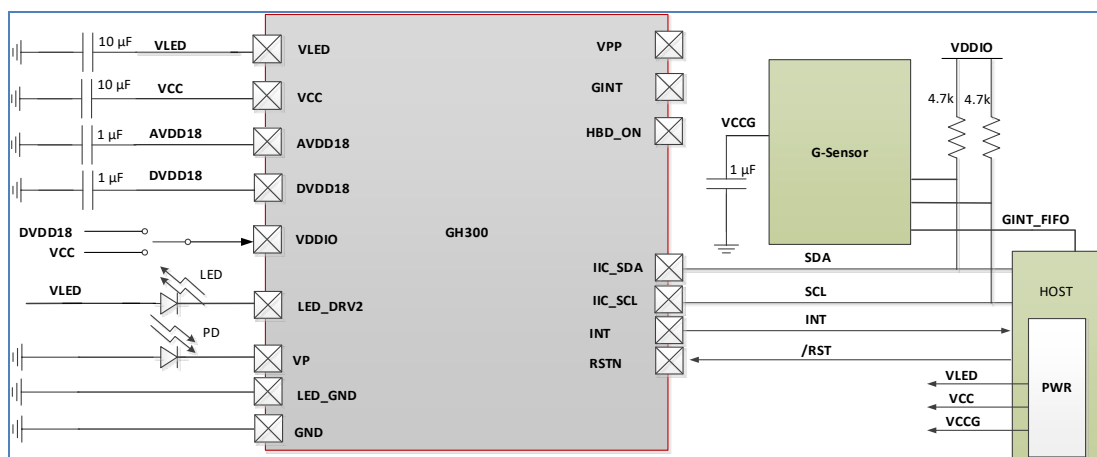 10 µF VLED
VLED
10 µF VCC
VCC
1 µF AVDD18
AVDD18
1 µF DVDD18
DVDD18
DVDD18
VCC
VDDIO
LED
VLED
LED_DRV2
PD
VP
LED_GND
GND
GH300
VPP
GINT
HBD_ON
IIC_SDA
IIC_SCL
INT
RSTN
VCCG
1 µF
G-Sensor
VDDIO
4.7k 4.7k
GINT_FIFO
SDA
SCL
INT
/RST
HOST
PWR
VLED
VCC
VCCG